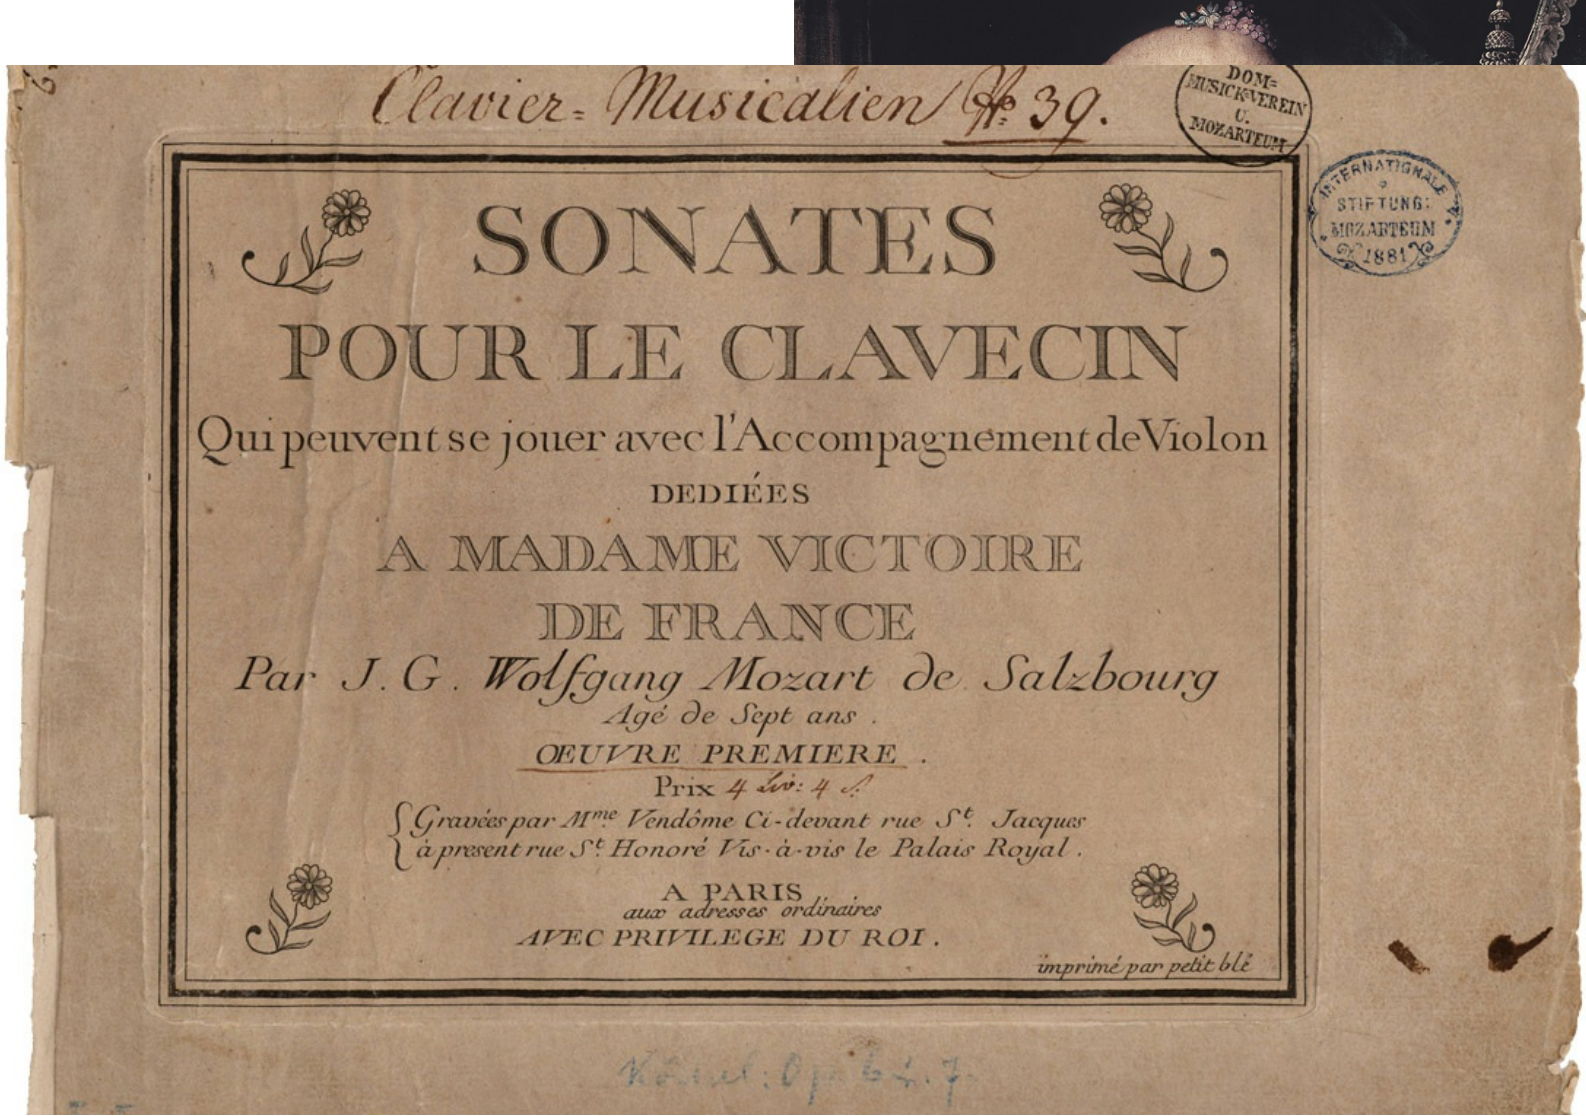 Clavier= Musicalien No 39.
DOM=
MUSICK=VEREIN
U.
MOZARTEUM
INTERNATIONALE
STIFTUNG:
MOZARTEUM
1881
SONATES
POUR LE CLAVECIN
Qui peuvent se jouer avec l'Accompagnement de Violon
DEDIÉES
A MADAME VICTOIRE
DE FRANCE
Par J. G. Wolfgang Mozart de Salzbourg
Agé de Sept ans.
ŒUVRE PREMIERE.
Prix 4 Liv: 4 S.
Gravées par Mme. Vendôme Ci-devant rue St. Jacques
à present rue St. Honoré Vis-à-vis le Palais Royal.
A PARIS
aux adresses ordinaires
AVEC PRIVILEGE DU ROI.
imprimé par petit blé